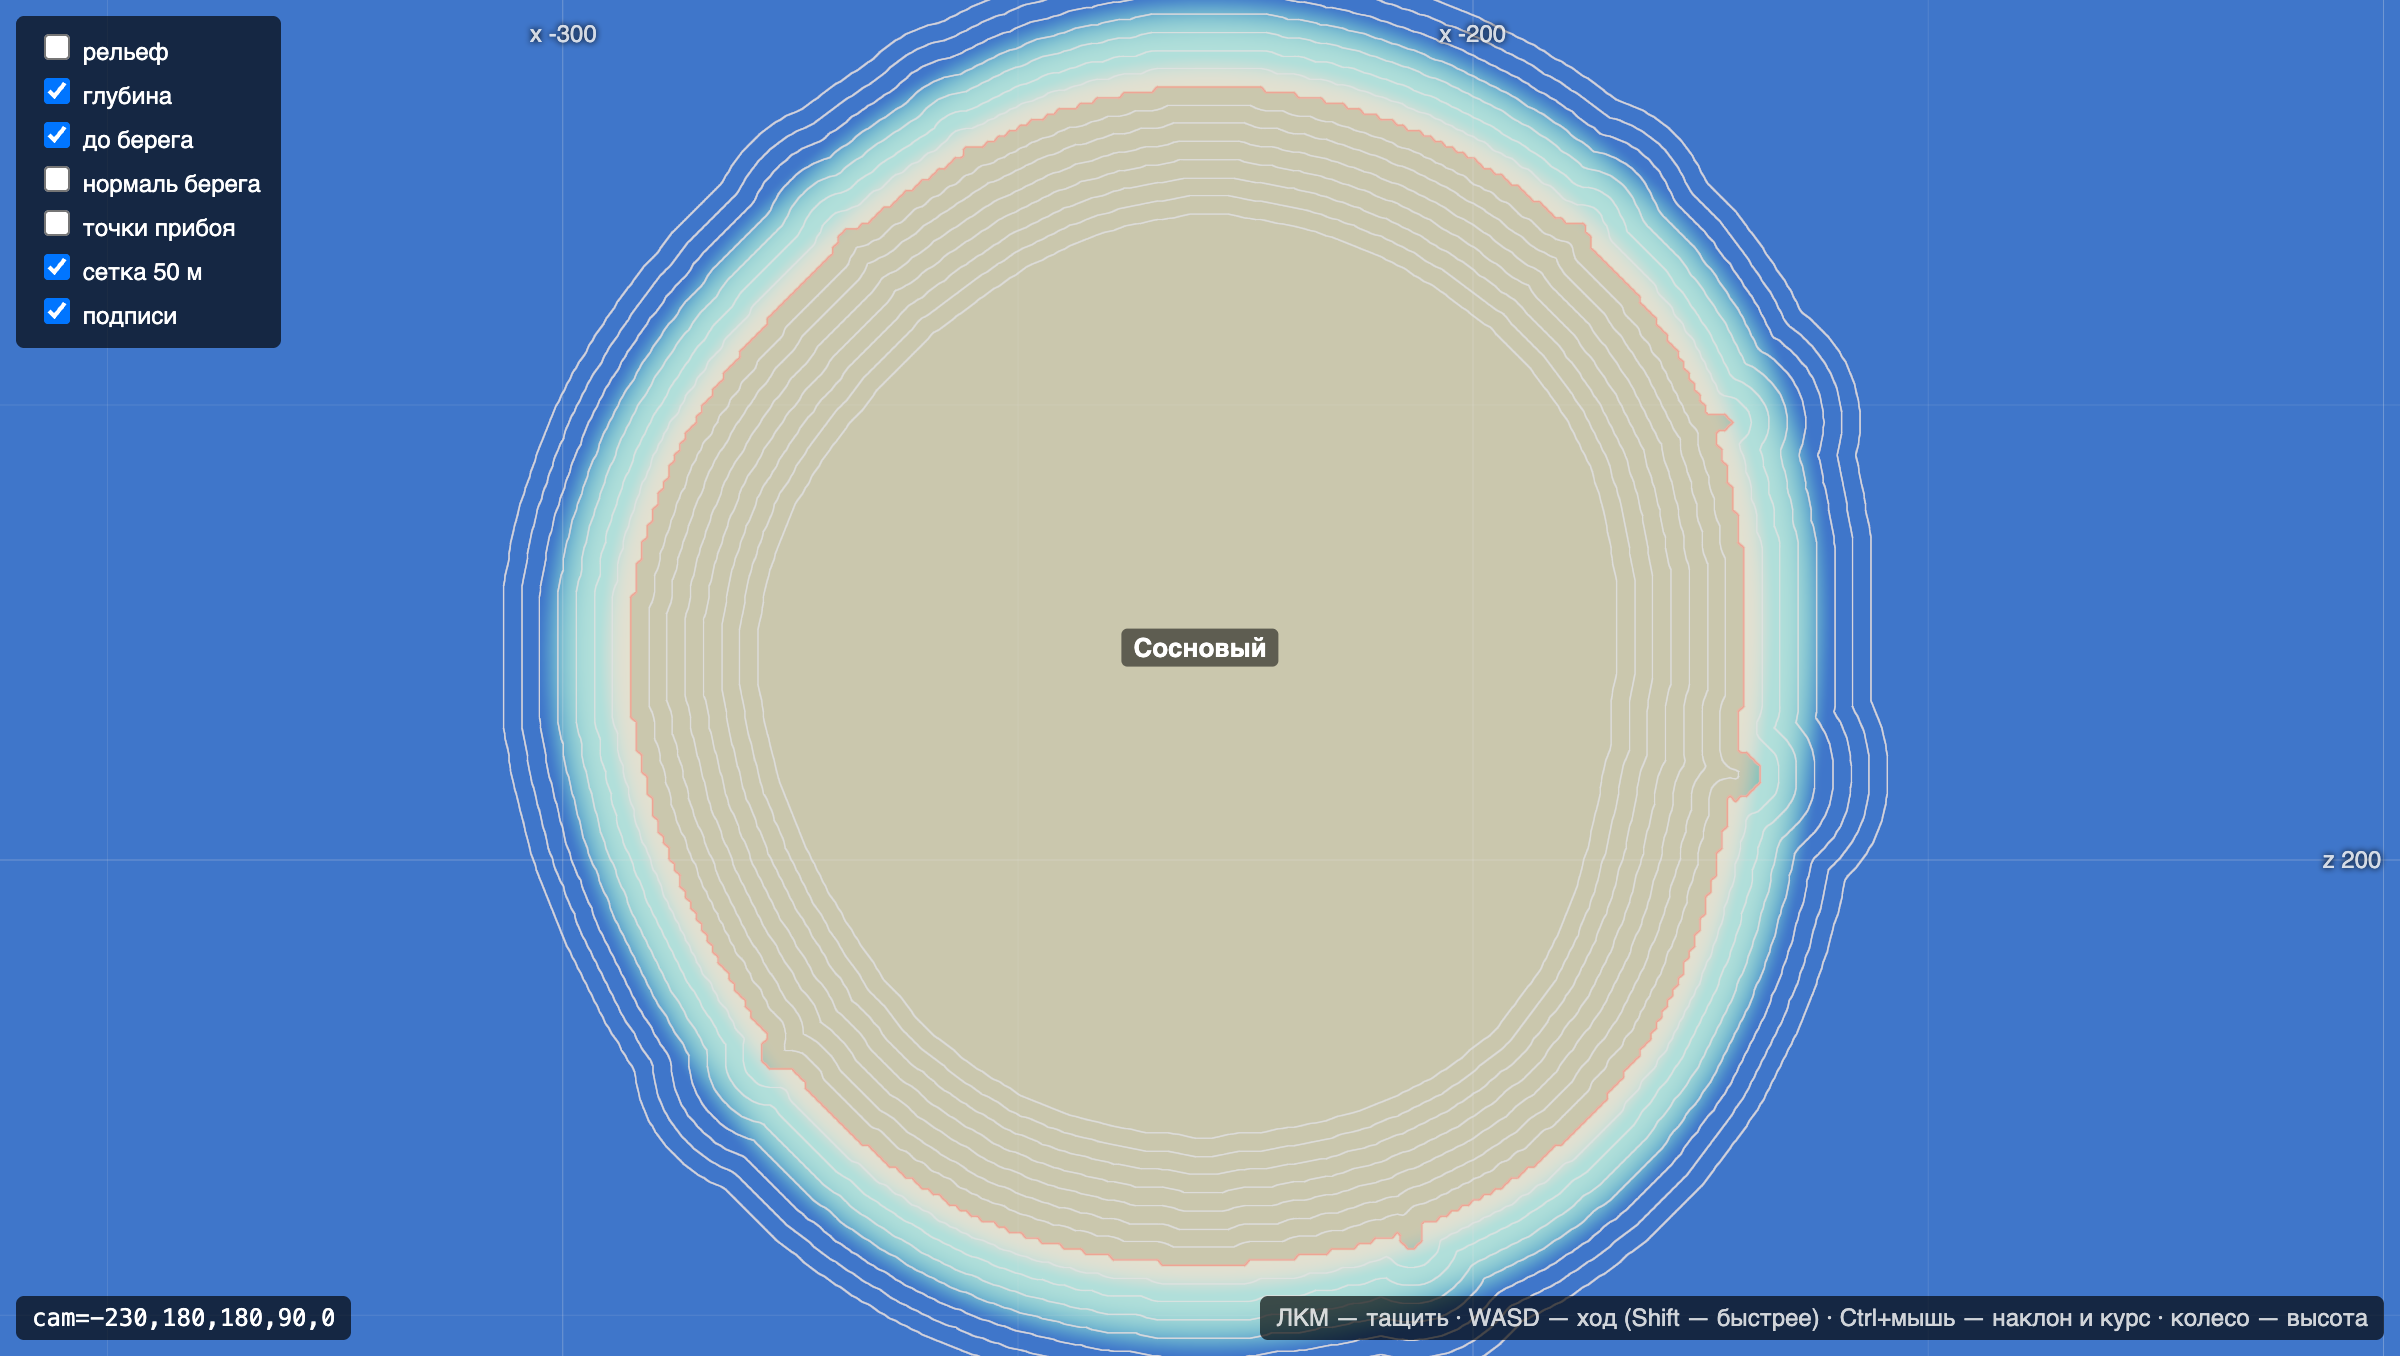 рельеф
глубина
до берега
нормаль берега
точки прибоя
сетка 50 м
подписи
x -300
x -200
Сосновый
z 200
cam=−230,180,180,90,0
ЛКМ — тащить · WASD — ход (Shift — быстрее) · Ctrl+мышь — наклон и курс · колесо — высота